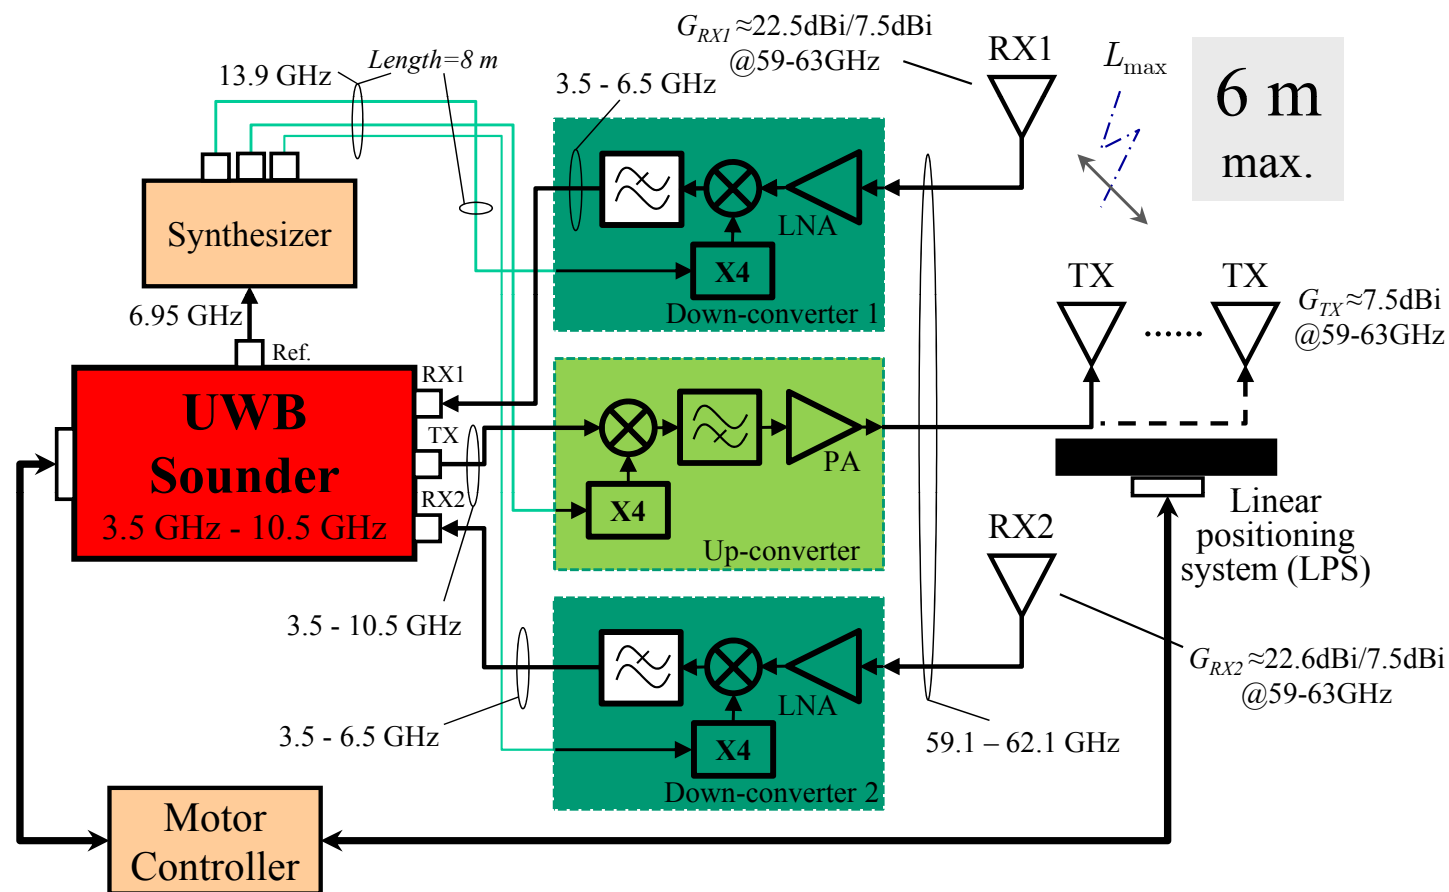 13.9 GHz
Length=8 m
3.5 - 6.5 GHz
G_RX1 ≈22.5dBi/7.5dBi
@59-63GHz
RX1
L_max
6 m
max.
Synthesizer
LNA
X4
Down-converter 1
6.95 GHz
Ref.
RX1
UWB
Sounder
3.5 GHz - 10.5 GHz
TX
RX2
PA
X4
Up-converter
TX
......
TX
G_TX ≈7.5dBi
@59-63GHz
Linear
positioning
system (LPS)
3.5 - 10.5 GHz
RX2
LNA
X4
Down-converter 2
3.5 - 6.5 GHz
59.1 – 62.1 GHz
G_RX2 ≈22.6dBi/7.5dBi
@59-63GHz
Motor
Controller